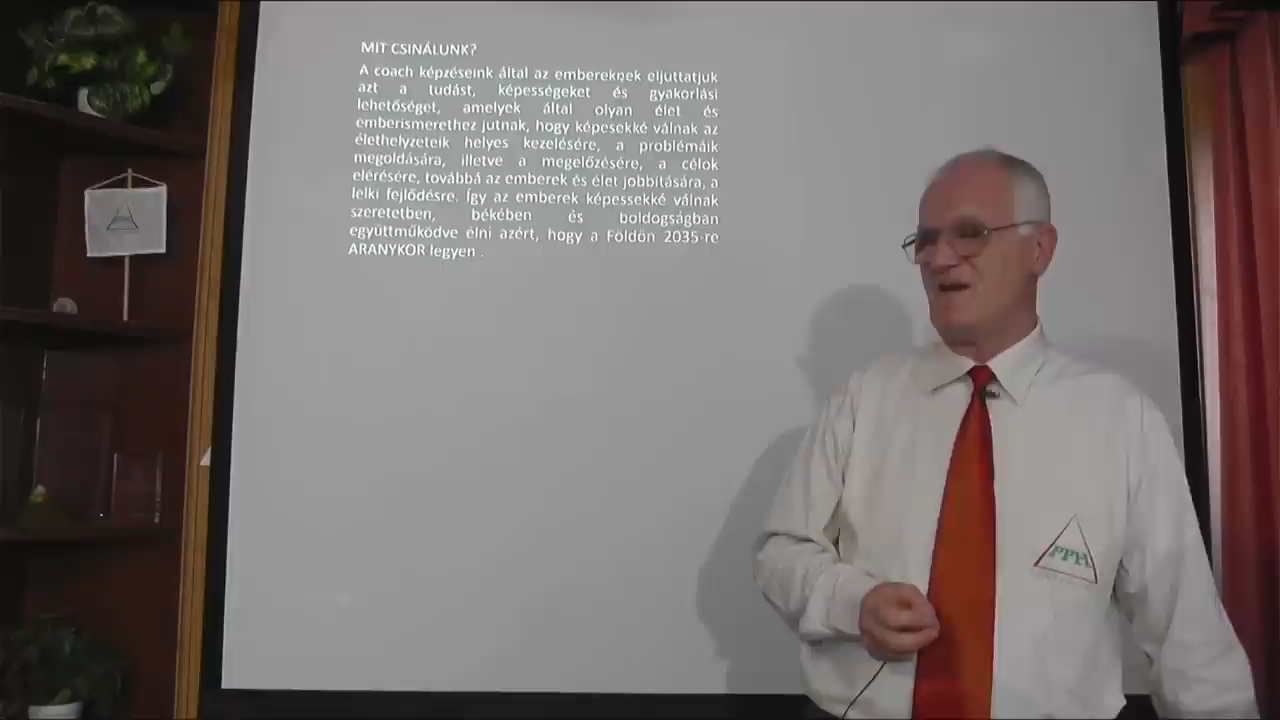 MIT CSINÁLUNK?
A coach képzéseink által az embereknek eljuttatjuk
azt a tudást, képességeket és gyakorlási
lehetőséget, amelyek által olyan élet és
emberismerethez jutnak, hogy képesekké válnak az
élethelyzeteik helyes kezelésére, a problémáik
megoldására, illetve a megelőzésére, a célok
elérésére, továbbá az emberek és élet jobbítására, a
lelki fejlődésre. Így az emberek képessekké válnak
szeretetben, békében és boldogságban
együttműködve élni azért, hogy a Földön 2035-re
ARANYKOR legyen .